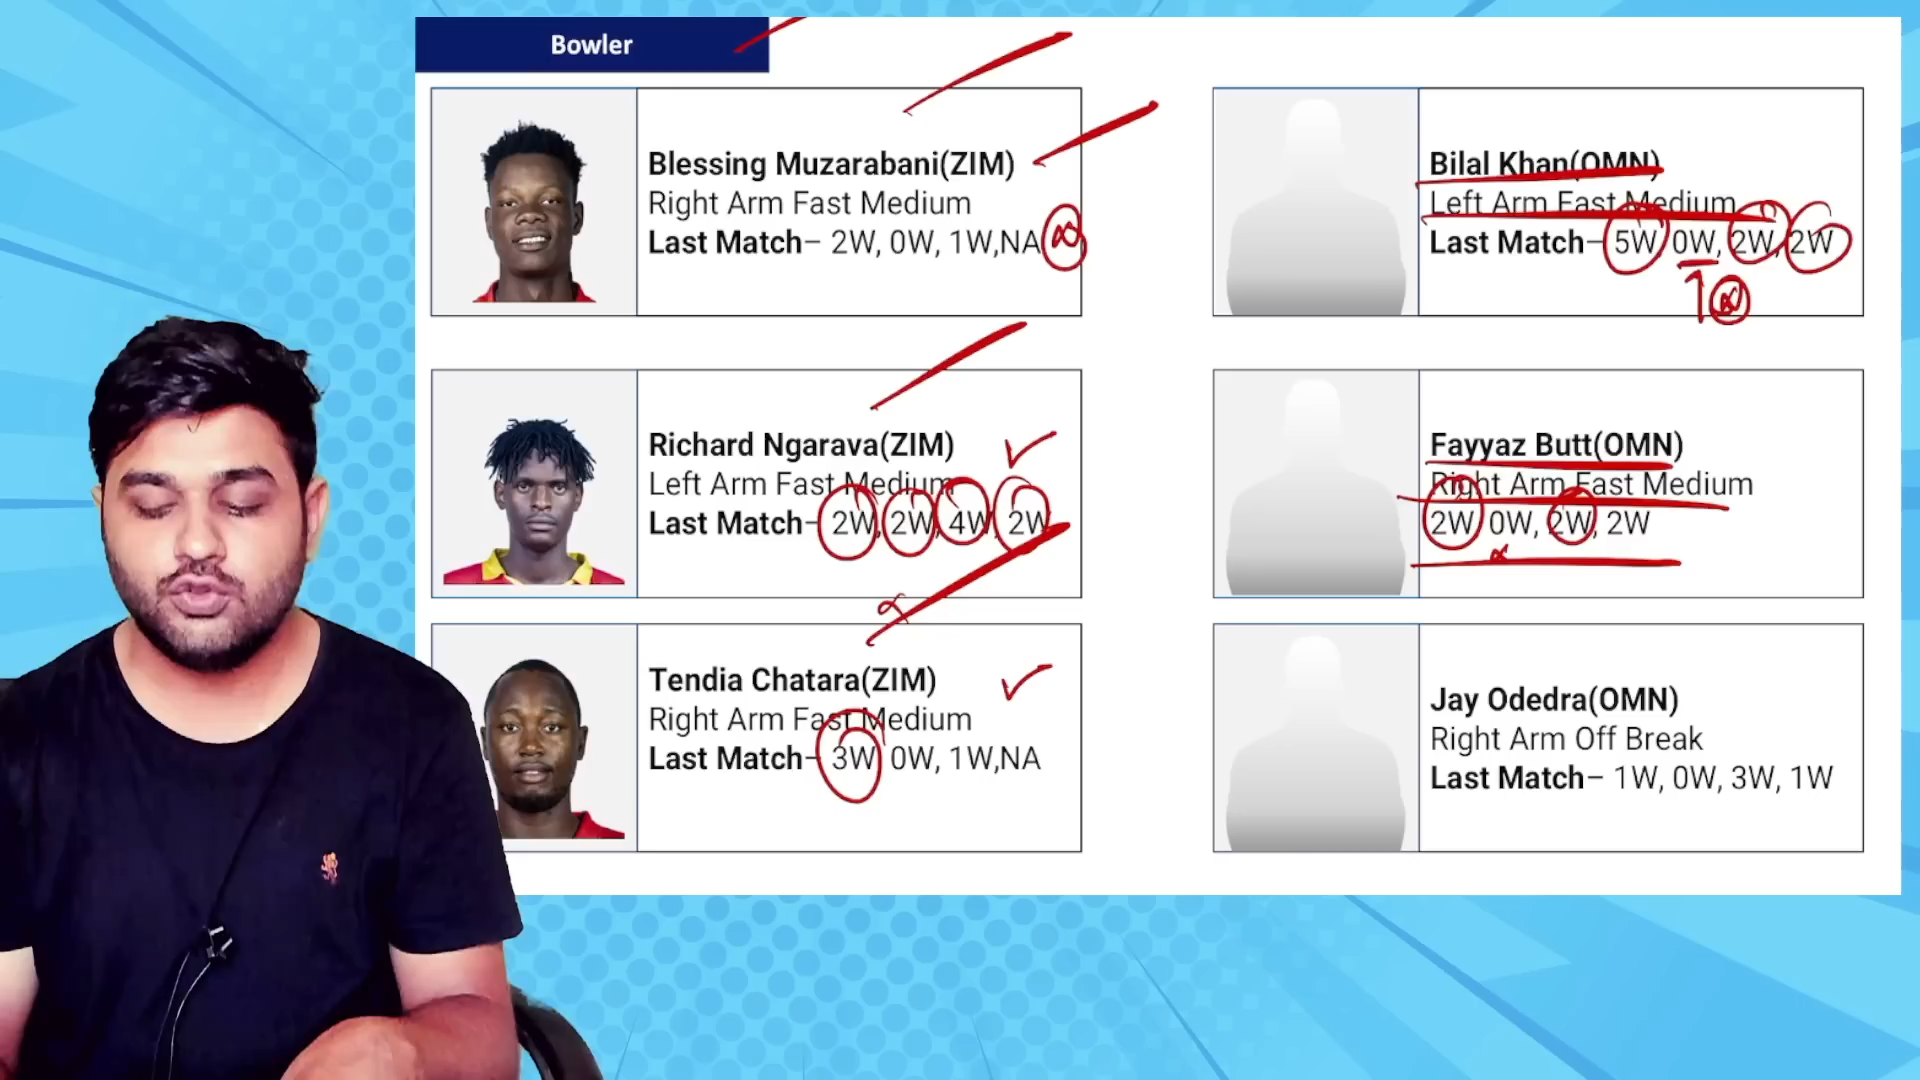 Bowler
Blessing Muzarabani(ZIM)
Right Arm Fast Medium
Last Match– 2W, 0W, 1W,NA
Bilal Khan(OMN)
Left Arm Fast Medium
Last Match– 5W, 0W, 2W, 2W
Richard Ngarava(ZIM)
Left Arm Fast Medium
Last Match– 2W, 2W, 4W, 2W
Fayyaz Butt(OMN)
Right Arm Fast Medium
2W, 0W, 2W, 2W
Tendia Chatara(ZIM)
Right Arm Fast Medium
Last Match– 3W, 0W, 1W,NA
Jay Odedra(OMN)
Right Arm Off Break
Last Match– 1W, 0W, 3W, 1W